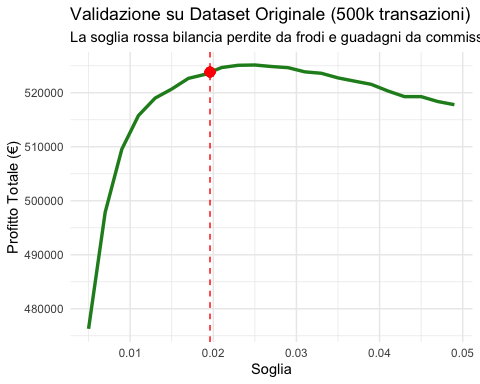 Validazione su Dataset Originale (500k transazioni)
La soglia rossa bilancia perdite da frodi e guadagni da commiss
Profitto Totale (€)
520000
510000
500000
490000
480000
0.01 0.02 0.03 0.04 0.05
Soglia